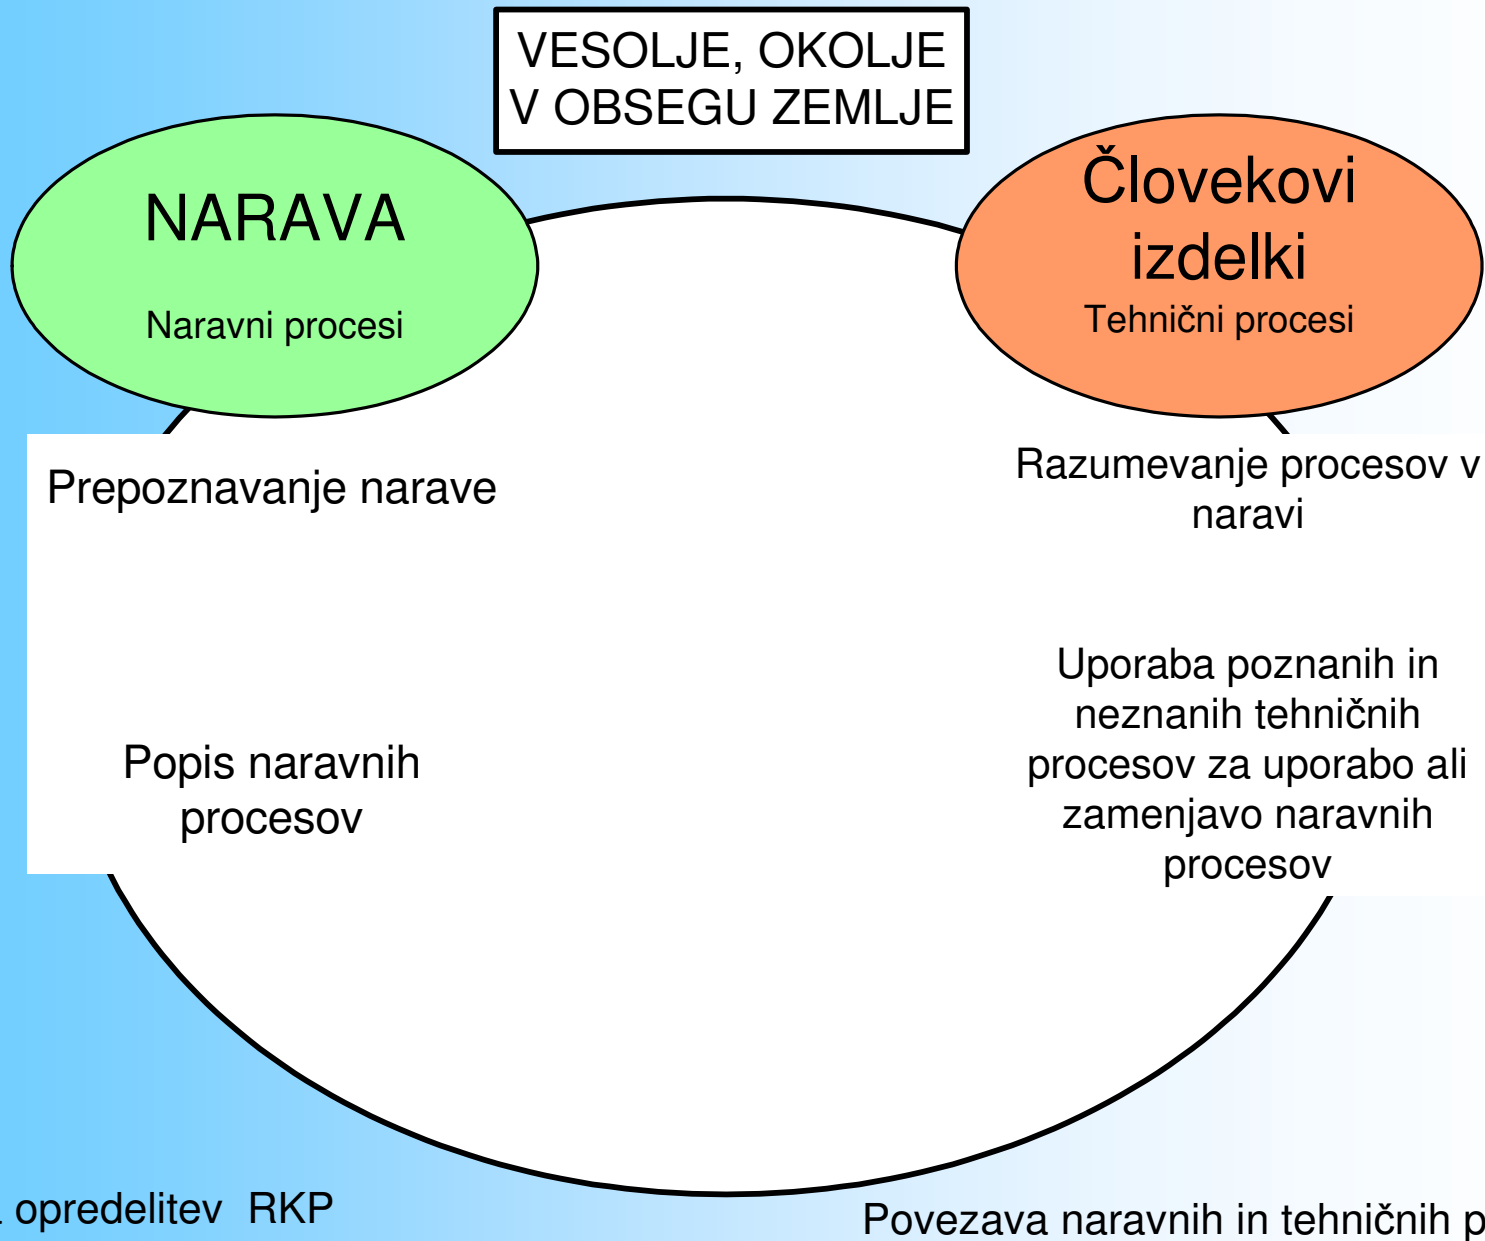 VESOLJE, OKOLJE
V OBSEGU ZEMLJE
NARAVA
Naravni procesi
Človekovi
izdelki
Tehnični procesi
Prepoznavanje narave
Razumevanje procesov v
naravi
Popis naravnih
procesov
Uporaba poznanih in
neznanih tehničnih
procesov za uporabo ali
zamenjavo naravnih
procesov
opredelitev RKP
Povezava naravnih in tehničnih